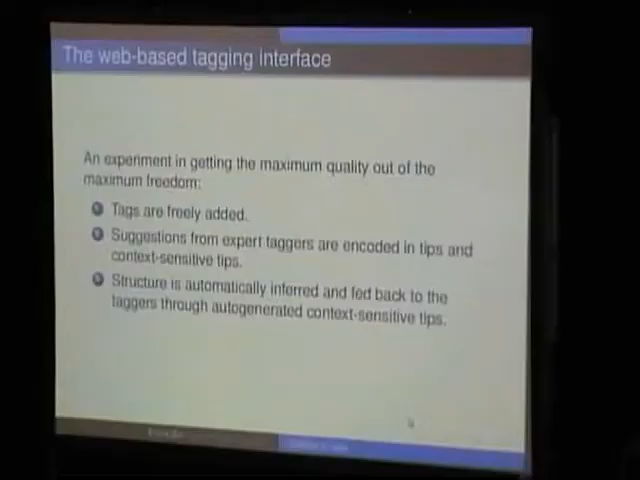 The web-based tagging interface
An experiment in getting the maximum quality out of the
maximum freedom:
Tags are freely added.
Suggestions from expert taggers are encoded in tips and
context-sensitive tips.
Structure is automatically inferred and fed back to the
taggers through autogenerated context-sensitive tips.